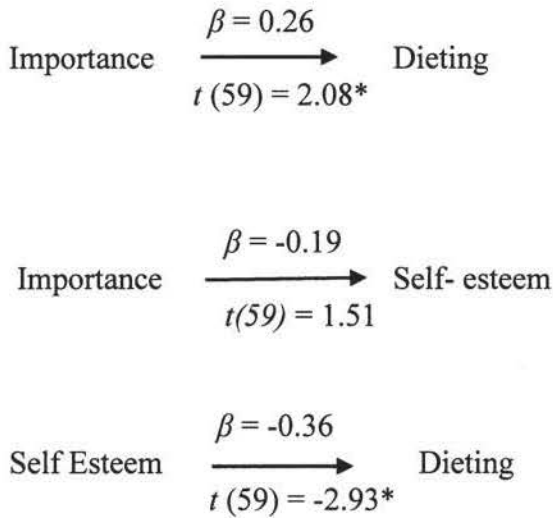 β = 0.26
Importance Dieting
t (59) = 2.08*
β = -0.19
Importance Self- esteem
t(59) = 1.51
β = -0.36
Self Esteem Dieting
t (59) = -2.93*